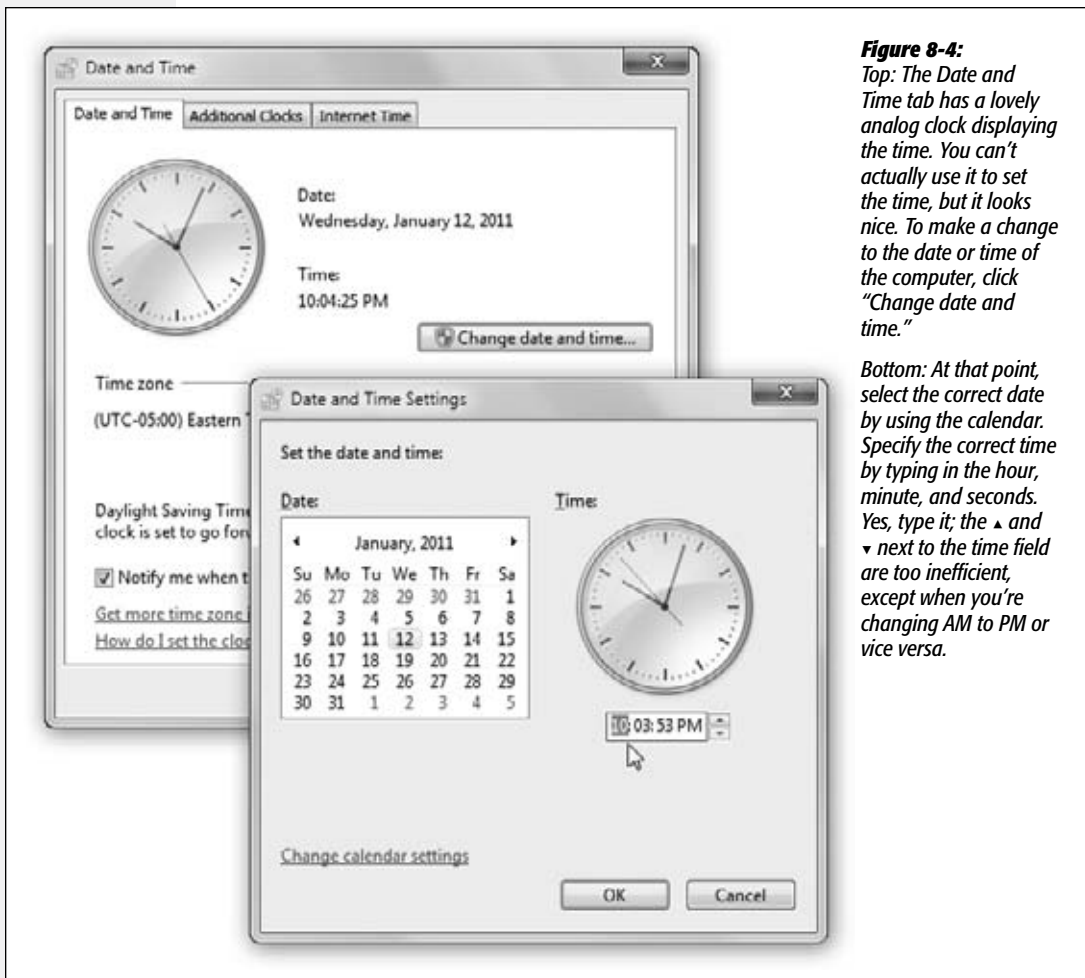 Date and Time
Date and Time Additional Clocks Internet Time
Date:
Wednesday, January 12, 2011
Time:
10:04:25 PM
Change date and time...
Time zone
(UTC-05:00) Eastern
Daylight Saving
clock is set to go
Notify me when
Get more time zone
How do I set the
Date and Time Settings
Set the date and time:
Date:
January, 2011
Su Mo Tu We Th Fr Sa
26 27 28 29 30 31 1
2 3 4 5 6 7 8
9 10 11 12 13 14 15
16 17 18 19 20 21 22
23 24 25 26 27 28 29
30 31 1 2 3 4 5
Time:
10:03:53 PM
Change calendar settings
OK Cancel
Figure 8-4:
Top: The Date and
Time tab has a lovely
analog clock displaying
the time. You can't
actually use it to set
the time, but it looks
nice. To make a change
to the date or time of
the computer, click
“Change date and
time.”
Bottom: At that point,
select the correct date
by using the calendar.
Specify the correct time
by typing in the hour,
minute, and seconds.
Yes, type it; the ▲ and
▼ next to the time field
are too inefficient,
except when you're
changing AM to PM or
vice versa.